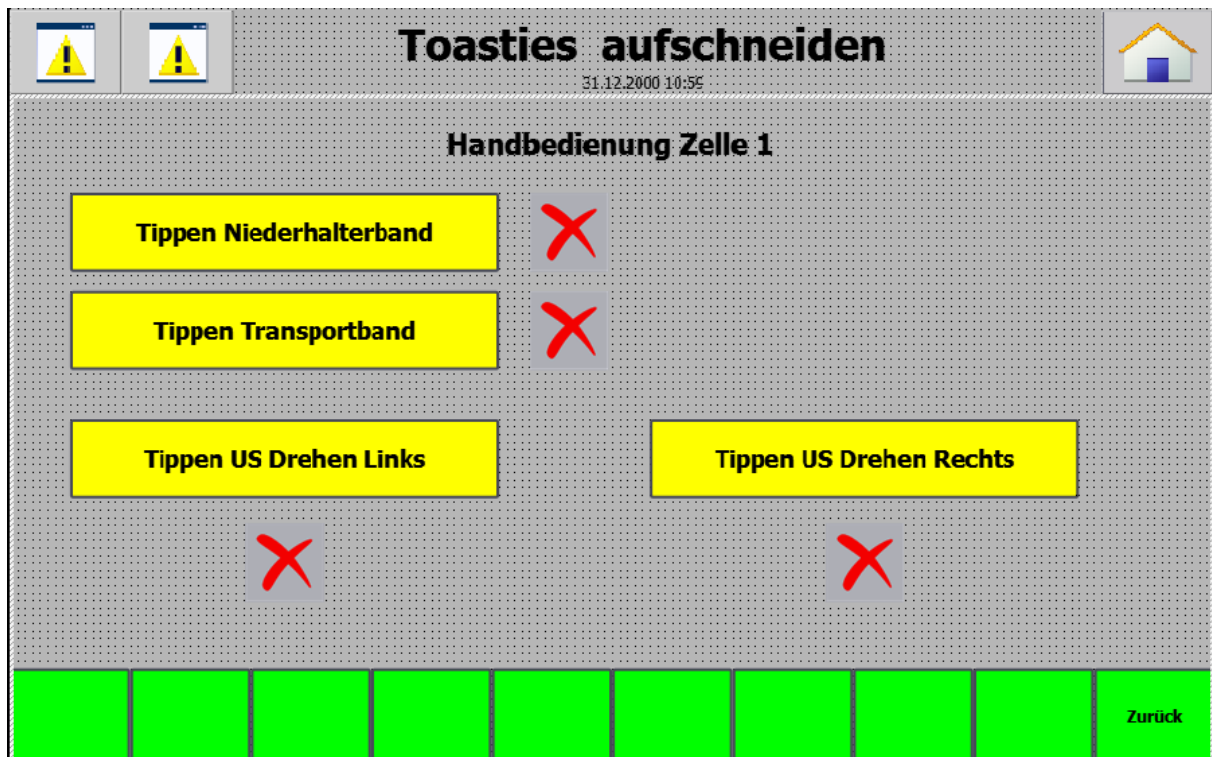 Toasties aufschneiden
31.12.2000 10:59
Handbedienung Zelle 1
Tippen Niederhalterband
Tippen Transportband
Tippen US Drehen Links
Tippen US Drehen Rechts
Zurück